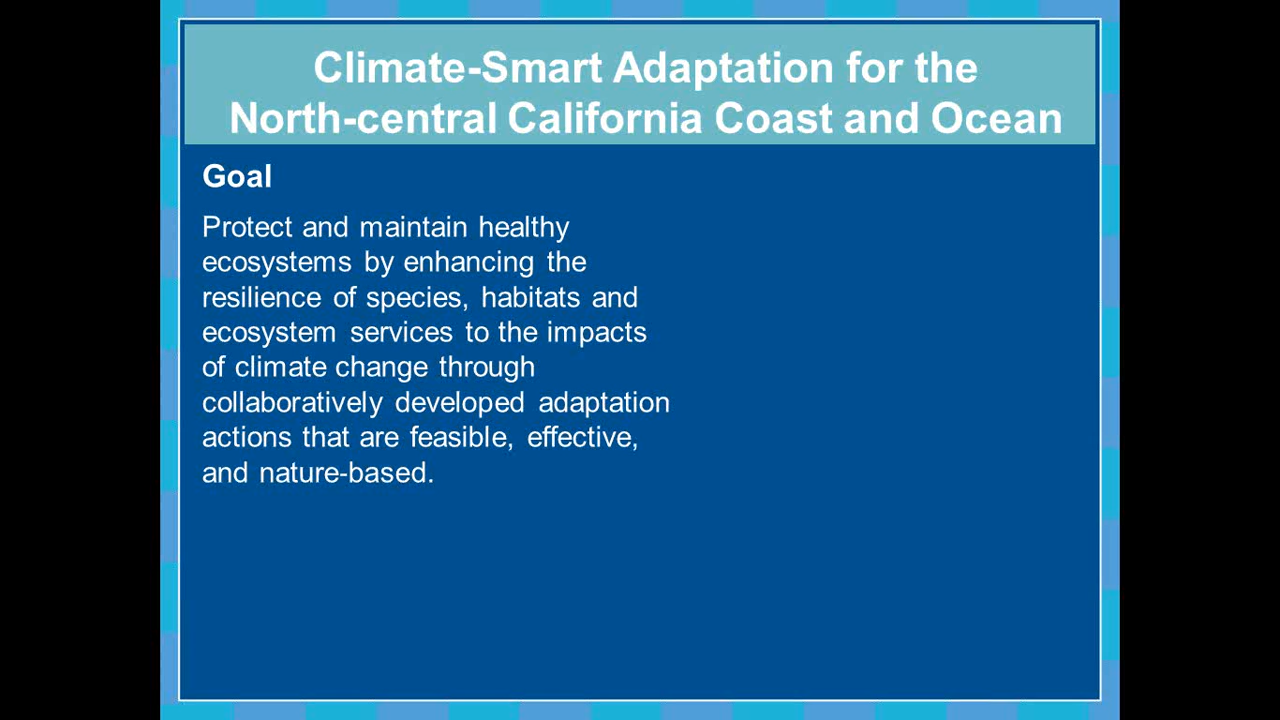 Climate-Smart Adaptation for the
North-central California Coast and Ocean
Goal
Protect and maintain healthy
ecosystems by enhancing the
resilience of species, habitats and
ecosystem services to the impacts
of climate change through
collaboratively developed adaptation
actions that are feasible, effective,
and nature-based.